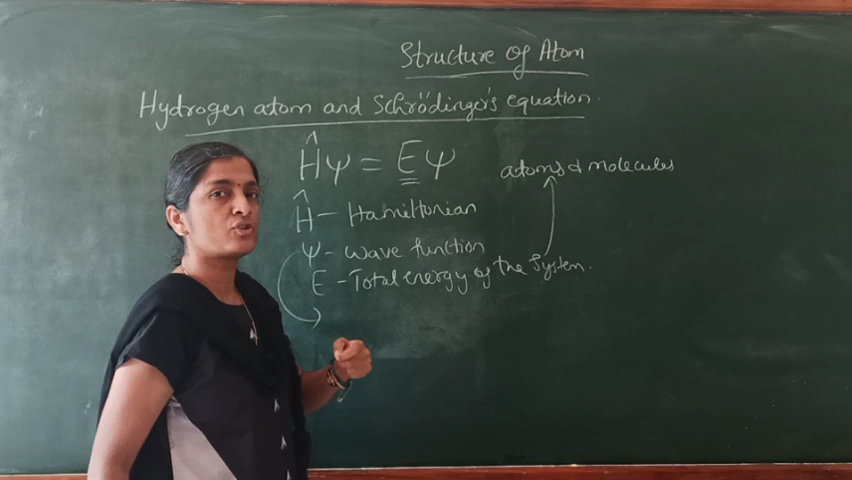 Structure of Atom
Hydrogen atom and Schrödinger's equation.
Ĥψ = Eψ
atoms & molecules
Ĥ - Hamiltonian
ψ - wave function
E - Total energy of the System.